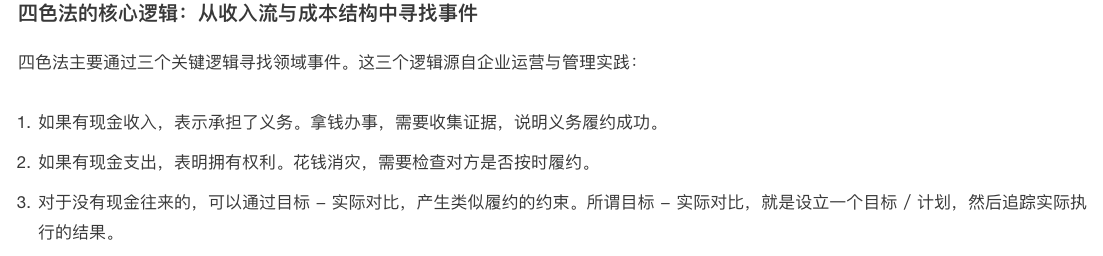 四色法的核心逻辑：从收入流与成本结构中寻找事件
四色法主要通过三个关键逻辑寻找领域事件。这三个逻辑源自企业运营与管理实践：
1. 如果有现金收入，表示承担了义务。拿钱办事，需要收集证据，说明义务履约成功。
2. 如果有现金支出，表明拥有权利。花钱消灾，需要检查对方是否按时履约。
3. 对于没有现金往来的，可以通过目标 – 实际对比，产生类似履约的约束。所谓目标 – 实际对比，就是设立一个目标 / 计划，然后追踪实际执
行的结果。